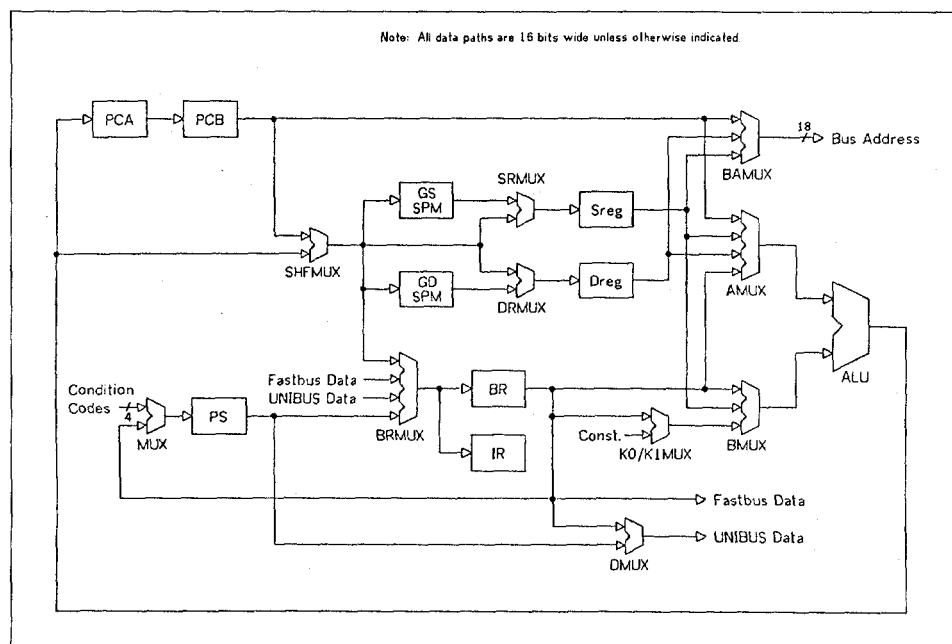 Note: All data paths are 16 bits wide unless otherwise indicated.
PCA
PCB
18
Bus Address
BAMUX
SRMUX
GS
SPM
Sreg
SHFMUX
GD
SPM
DRMUX
Dreg
AMUX
ALU
Fastbus Data
UNIBUS Data
BRMUX
BR
IR
Condition
Codes
4
MUX
PS
Const.
K0/K1MUX
BMUX
Fastbus Data
UNIBUS Data
DMUX